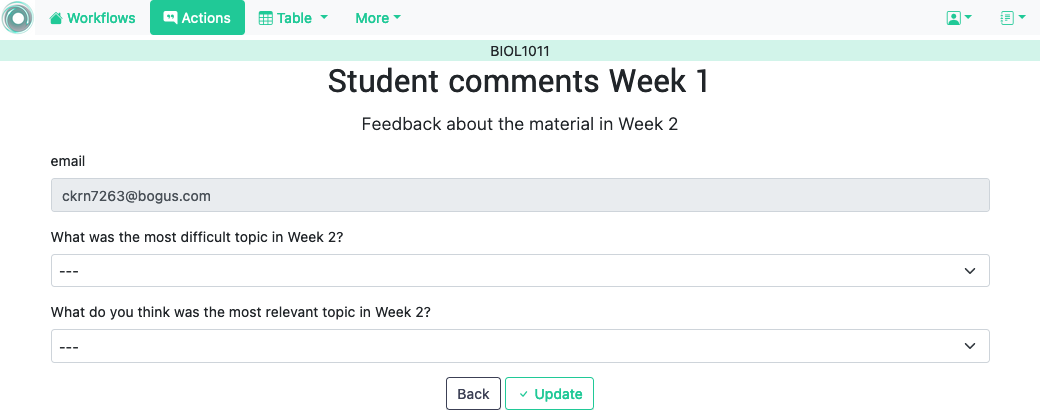 Workflows Actions Table More
BIOL1011
Student comments Week 1
Feedback about the material in Week 2
email
ckrn7263@bogus.com
What was the most difficult topic in Week 2?
---
What do you think was the most relevant topic in Week 2?
---
Back Update